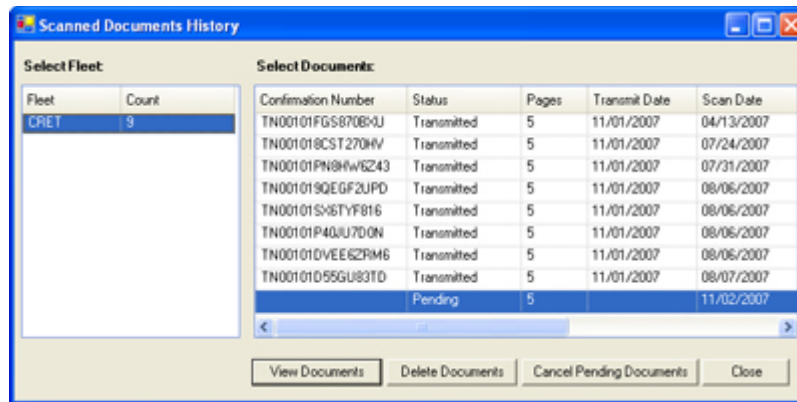 Scanned Documents History
Select Fleet:
Select Documents:
Fleet Count
CRET 9
Confirmation Number Status Pages Transmit Date Scan Date
TN00101FGS870BXU Transmitted 5 11/01/2007 04/13/2007
TN001018CST270HV Transmitted 5 11/01/2007 07/24/2007
TN00101PN8HW6Z43 Transmitted 5 11/01/2007 07/31/2007
TN001019QEGF2UPD Transmitted 5 11/01/2007 08/06/2007
TN00101SX6TYF816 Transmitted 5 11/01/2007 08/06/2007
TN00101P40JU7D0N Transmitted 5 11/01/2007 08/06/2007
TN00101DVEE6ZRM6 Transmitted 5 11/01/2007 08/06/2007
TN00101D55GU83TD Transmitted 5 11/01/2007 08/07/2007
Pending 5 11/02/2007
View Documents Delete Documents Cancel Pending Documents Close